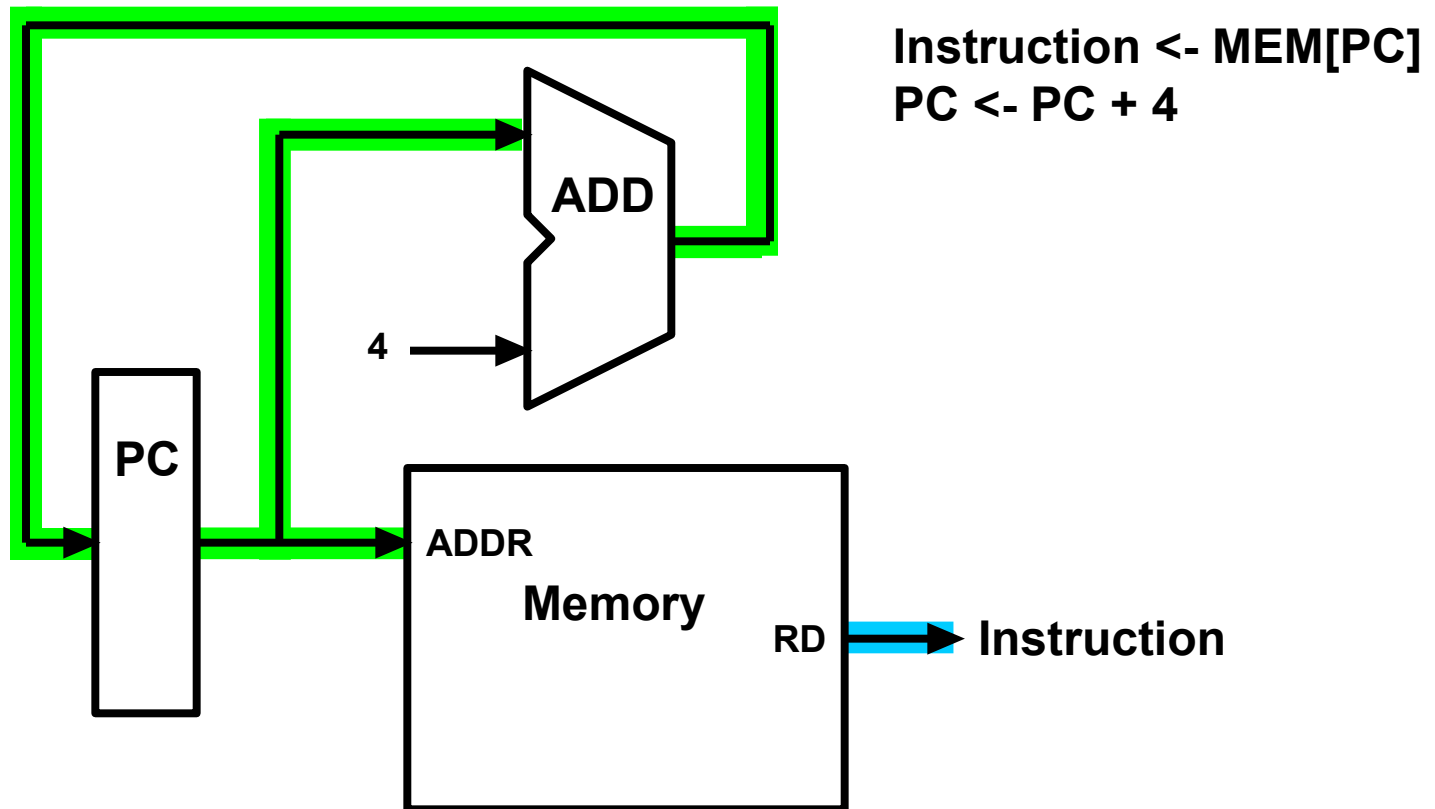 Instruction <- MEM[PC]
PC <- PC + 4
ADD
4
PC
ADDR
Memory
RD
Instruction